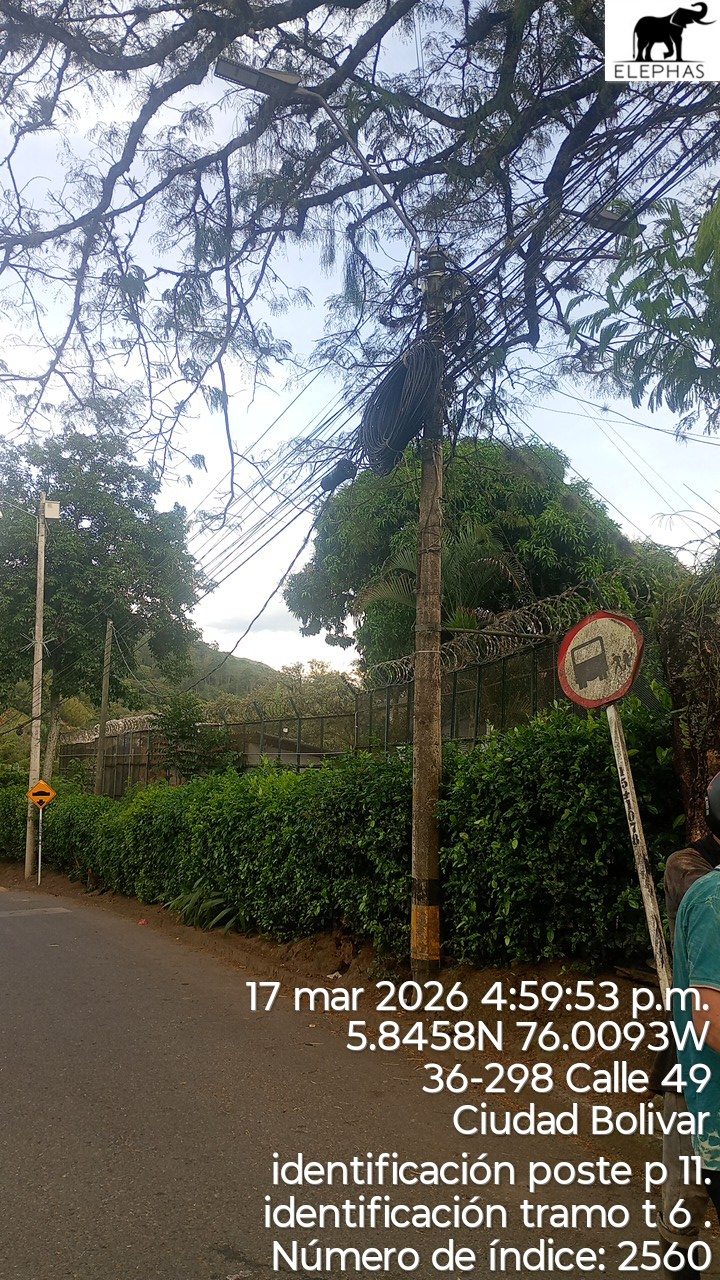 ELEPHAS
17 mar 2026 4:59:53 p.m.
5.8458N 76.0093W
36-298 Calle 49
Ciudad Bolivar
identificación poste p 11.
identificación tramo t 6 .
Número de índice: 2560